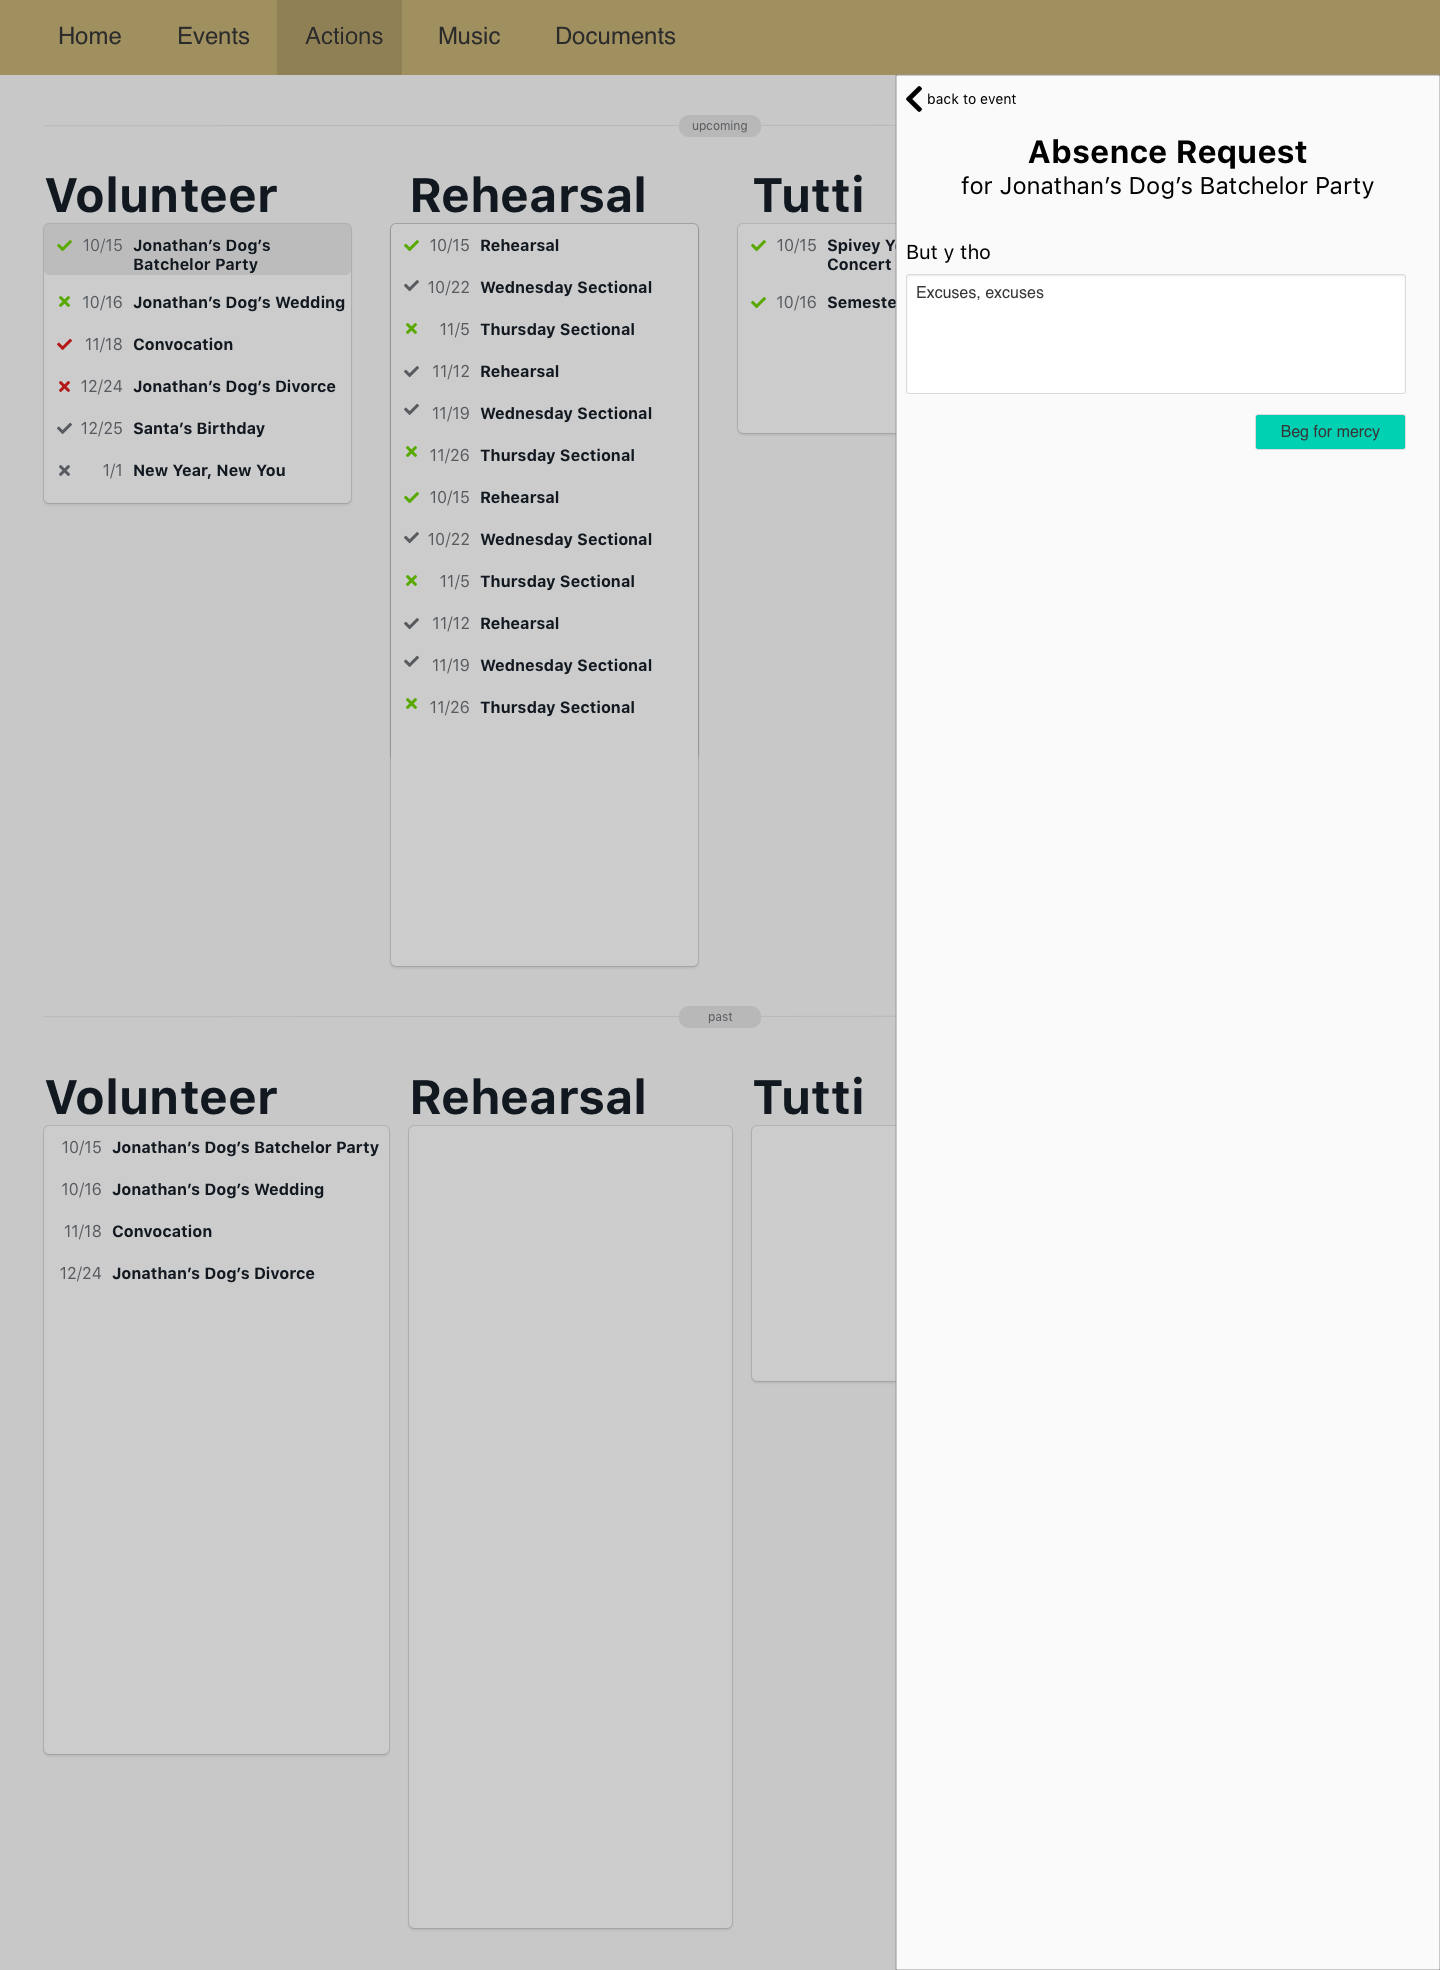 Home Events Actions Music Documents
upcoming
Volunteer
10/15 Jonathan’s Dog’s
Batchelor Party
10/16 Jonathan’s Dog’s Wedding
11/18 Convocation
12/24 Jonathan’s Dog’s Divorce
12/25 Santa’s Birthday
1/1 New Year, New You
Rehearsal
10/15 Rehearsal
10/22 Wednesday Sectional
11/5 Thursday Sectional
11/12 Rehearsal
11/19 Wednesday Sectional
11/26 Thursday Sectional
10/15 Rehearsal
10/22 Wednesday Sectional
11/5 Thursday Sectional
11/12 Rehearsal
11/19 Wednesday Sectional
11/26 Thursday Sectional
Tutti
10/15 Spivey
Concert
10/16
past
Volunteer
10/15 Jonathan’s Dog’s Batchelor Party
10/16 Jonathan’s Dog’s Wedding
11/18 Convocation
12/24 Jonathan’s Dog’s Divorce
Rehearsal
Tutti
back to event
Absence Request
for Jonathan’s Dog’s Batchelor Party
But y tho
Excuses, excuses
Beg for mercy